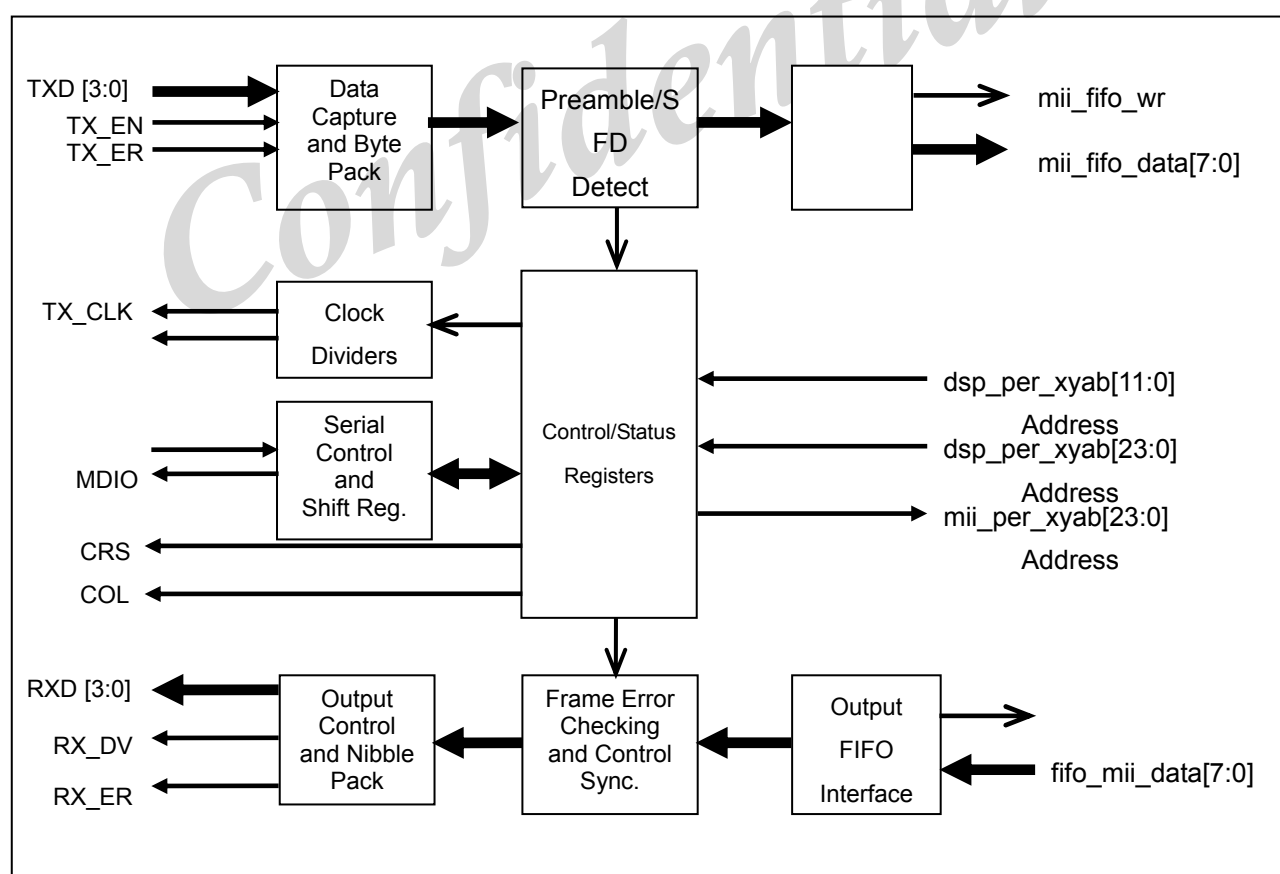 Confidential
TXD [3:0]
TX_EN
TX_ER
Data
Capture
and Byte
Pack
Preamble/S
FD
Detect
mii_fifo_wr
mii_fifo_data[7:0]
TX_CLK
Clock
Dividers
MDIO
Serial
Control
and
Shift Reg.
CRS
COL
Control/Status
Registers
dsp_per_xyab[11:0]
Address
dsp_per_xyab[23:0]
Address
mii_per_xyab[23:0]
Address
RXD [3:0]
RX_DV
RX_ER
Output
Control
and Nibble
Pack
Frame Error
Checking
and Control
Sync.
Output
FIFO
Interface
fifo_mii_data[7:0]